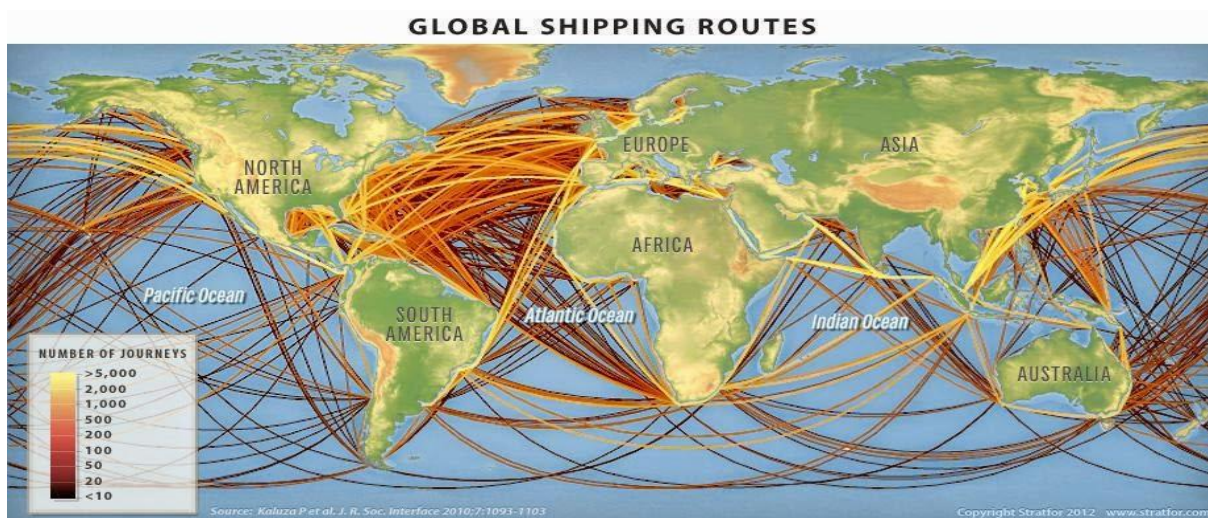 GLOBAL SHIPPING ROUTES
NORTH
AMERICA
EUROPE
ASIA
AFRICA
Pacific Ocean
SOUTH
AMERICA
Atlantic Ocean
Indian Ocean
AUSTRALIA
NUMBER OF JOURNEYS
>5,000
2,000
1,000
500
200
100
50
20
<10
Source: Kaluza P et al. J. R. Soc. Interface 2010;7:1093-1103
Copyright Stratfor 2012 www.stratfor.com